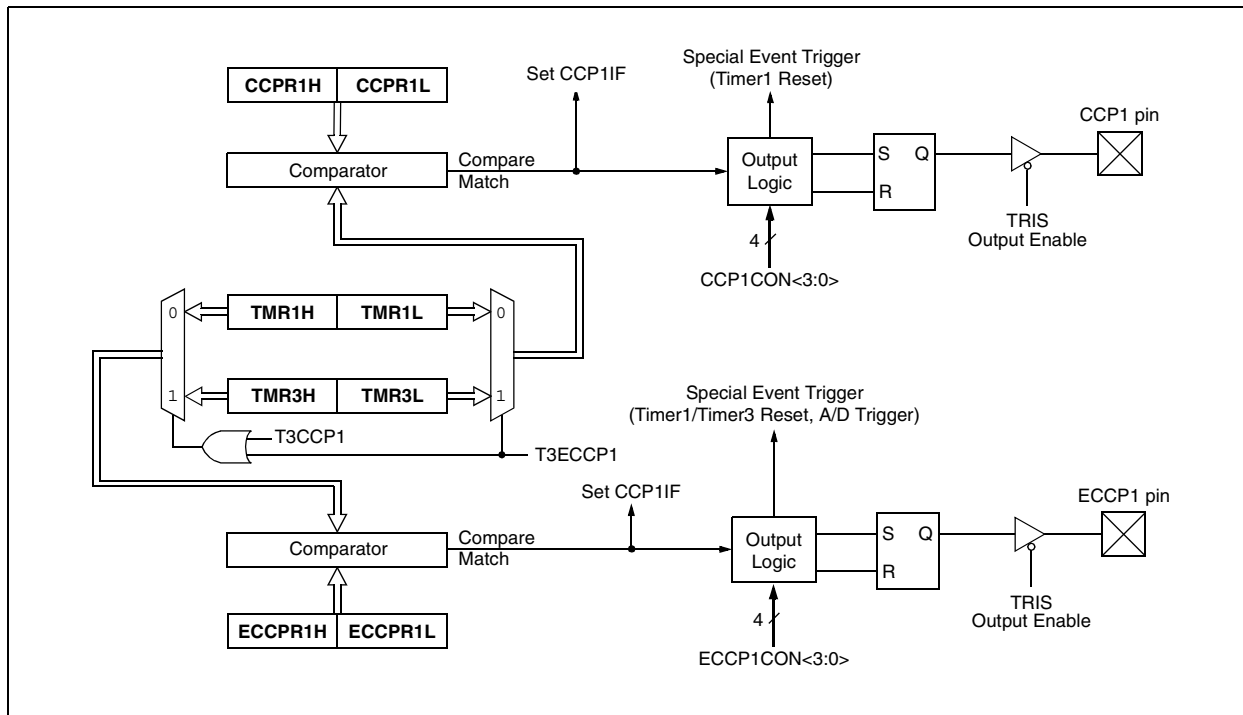 CCPR1H CCPR1L
Set CCP1IF
Special Event Trigger
(Timer1 Reset)
Comparator
Compare
Match
Output
Logic
S Q
R
CCP1 pin
TRIS
Output Enable
4
CCP1CON<3:0>
0
TMR1H TMR1L
0
1
TMR3H TMR3L
1
T3CCP1
T3ECCP1
Special Event Trigger
(Timer1/Timer3 Reset, A/D Trigger)
Set CCP1IF
Comparator
Compare
Match
Output
Logic
S Q
R
ECCP1 pin
TRIS
Output Enable
4
ECCP1CON<3:0>
ECCPR1H ECCPR1L